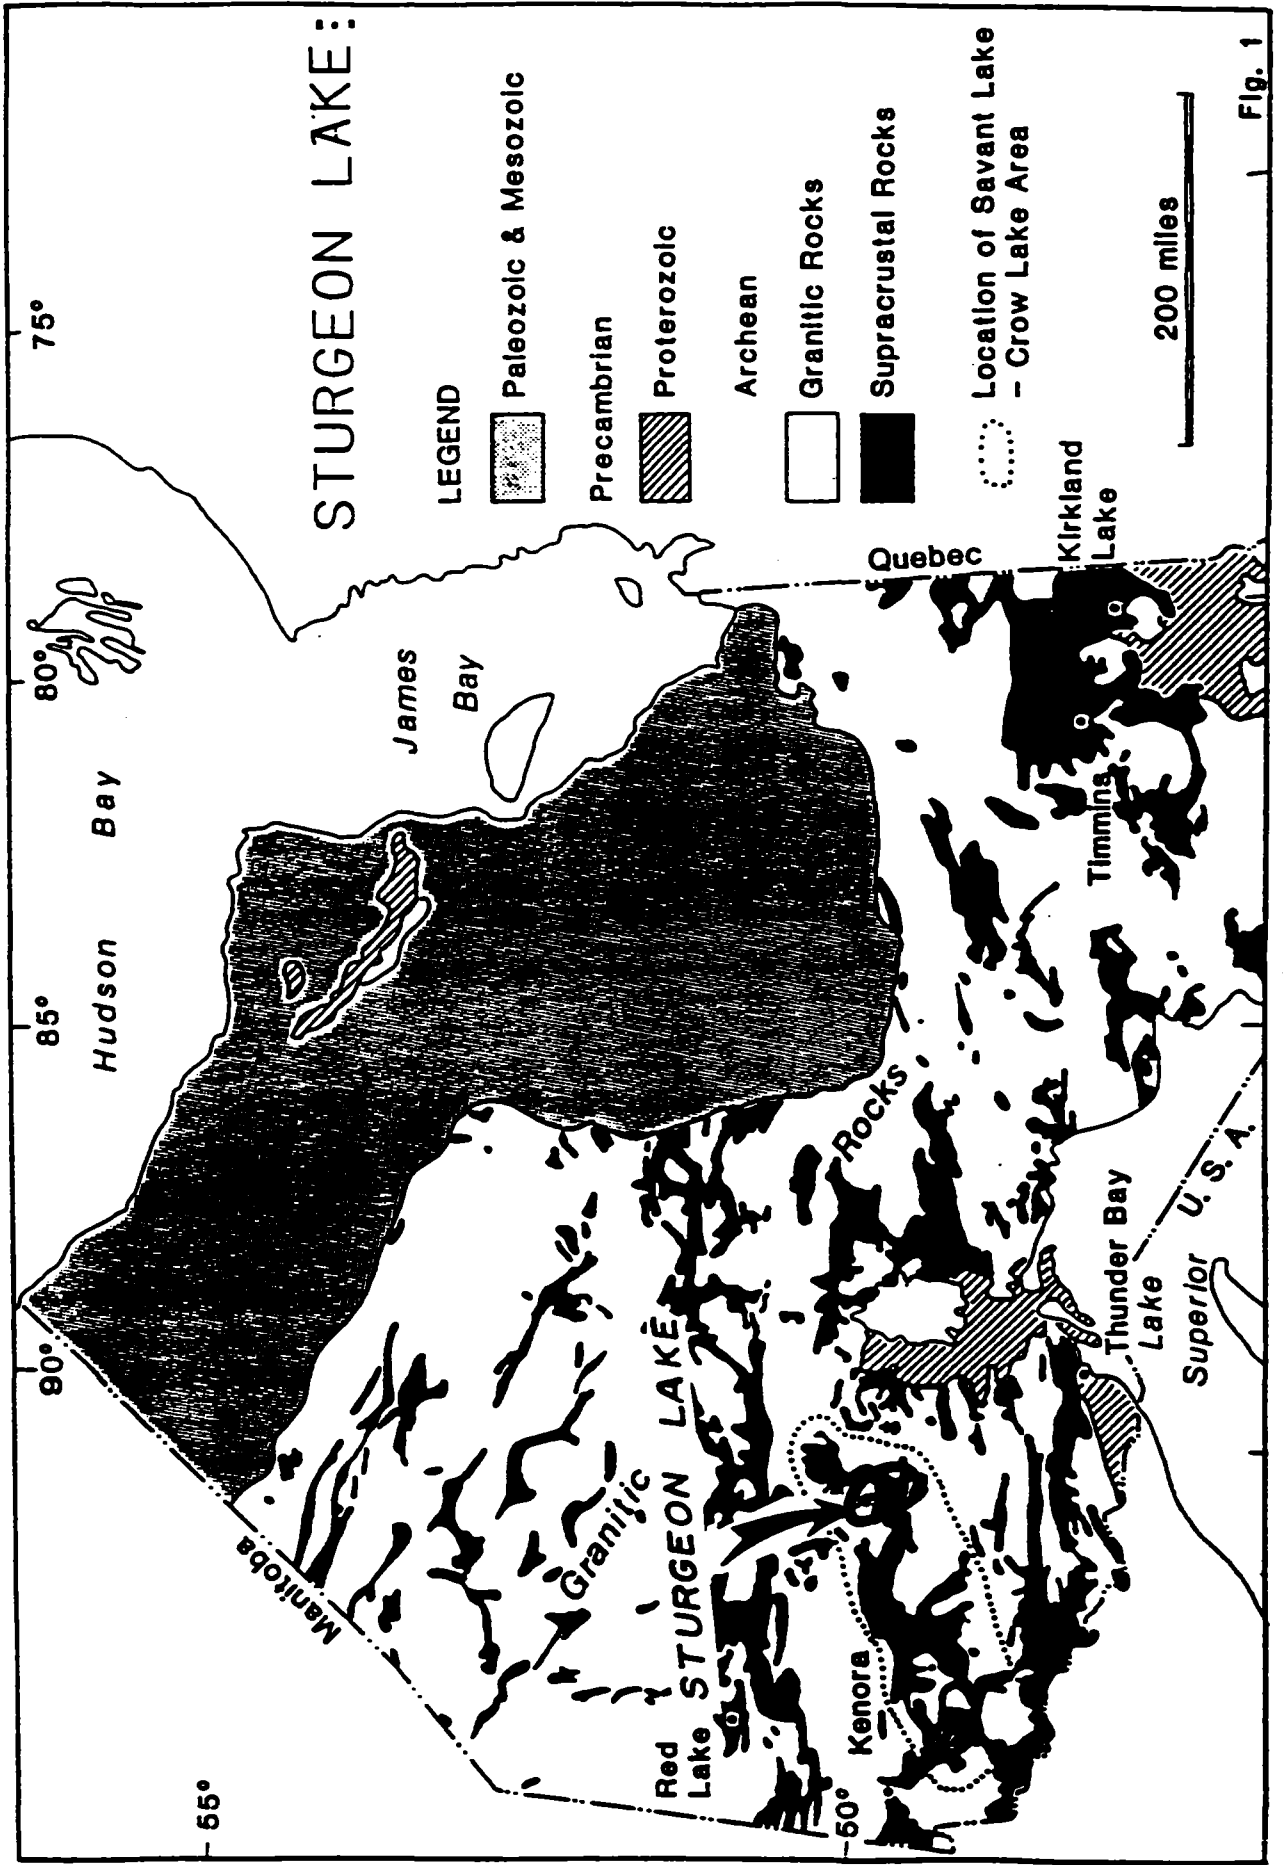 STURGEON LAKE:
LEGEND
Paleozoic & Mesozoic
Precambrian
Proterozoic
Archean
Granitic Rocks
Supracrustal Rocks
Location of Savant Lake
- Crow Lake Area
200 miles
Fig. 1
75°
80°
85°
90°
55°
50°
Hudson Bay
James
Bay
Manitoba
Quebec
Kirkland
Lake
Timmins
Granitic Rocks
STURGEON LAKE
Red
Lake
Kenora
Thunder Bay
Lake
Superior
U.S.A.